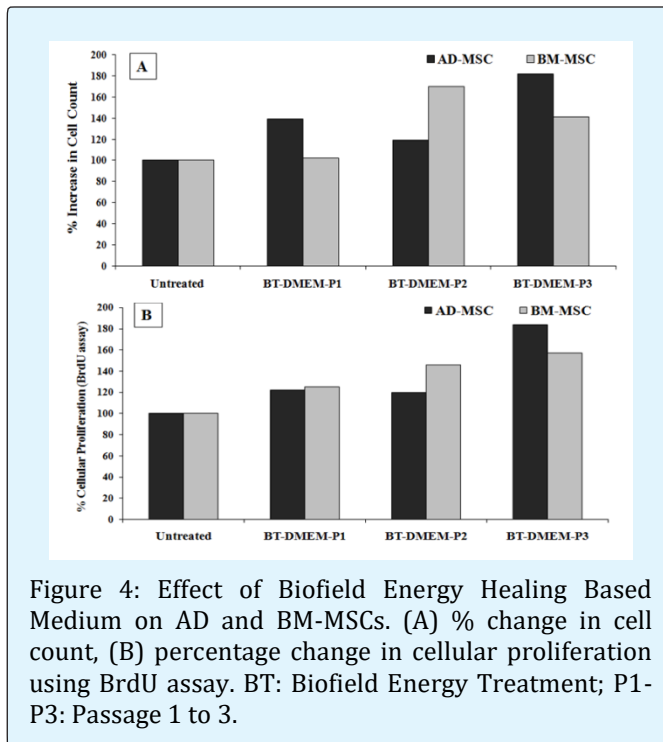 A
AD-MSC BM-MSC
% Increase in Cell Count
200
180
160
140
120
100
80
60
40
20
0
Untreated BT-DMEM-P1 BT-DMEM-P2 BT-DMEM-P3
B
AD-MSC BM-MSC
% Cellular Proliferation (BrdU assay)
200
180
160
140
120
100
80
60
40
20
0
Untreated BT-DMEM-P1 BT-DMEM-P2 BT-DMEM-P3
Figure 4: Effect of Biofield Energy Healing Based
Medium on AD and BM-MSCs. (A) % change in cell
count, (B) percentage change in cellular proliferation
using BrdU assay. BT: Biofield Energy Treatment; P1-
P3: Passage 1 to 3.